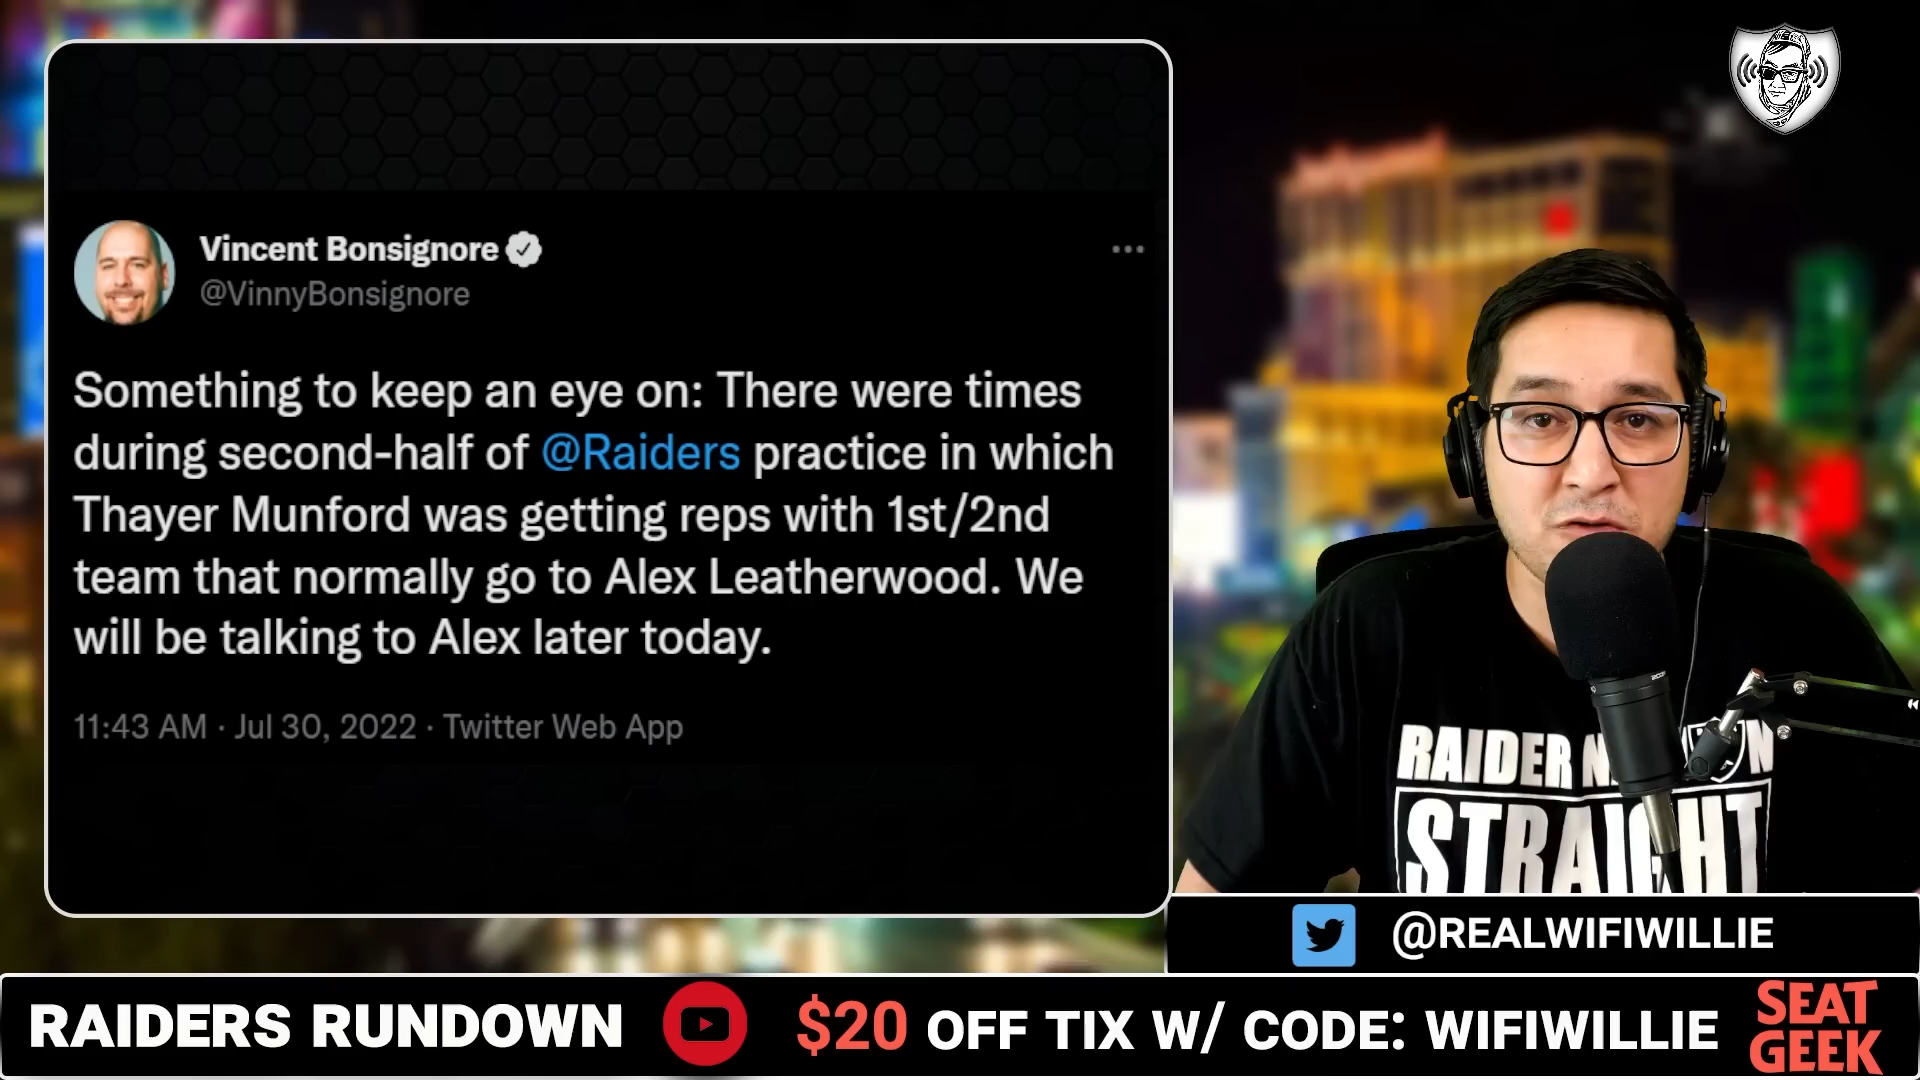 Vincent Bonsignore
@VinnyBonsignore
Something to keep an eye on: There were times
during second-half of @Raiders practice in which
Thayer Munford was getting reps with 1st/2nd
team that normally go to Alex Leatherwood. We
will be talking to Alex later today.
11:43 AM · Jul 30, 2022 · Twitter Web App
RAIDER
STRAIGHT
@REALWIFIWILLIE
RAIDERS RUNDOWN
$20 OFF TIX W/ CODE: WIFIWILLIE
SEAT
GEEK